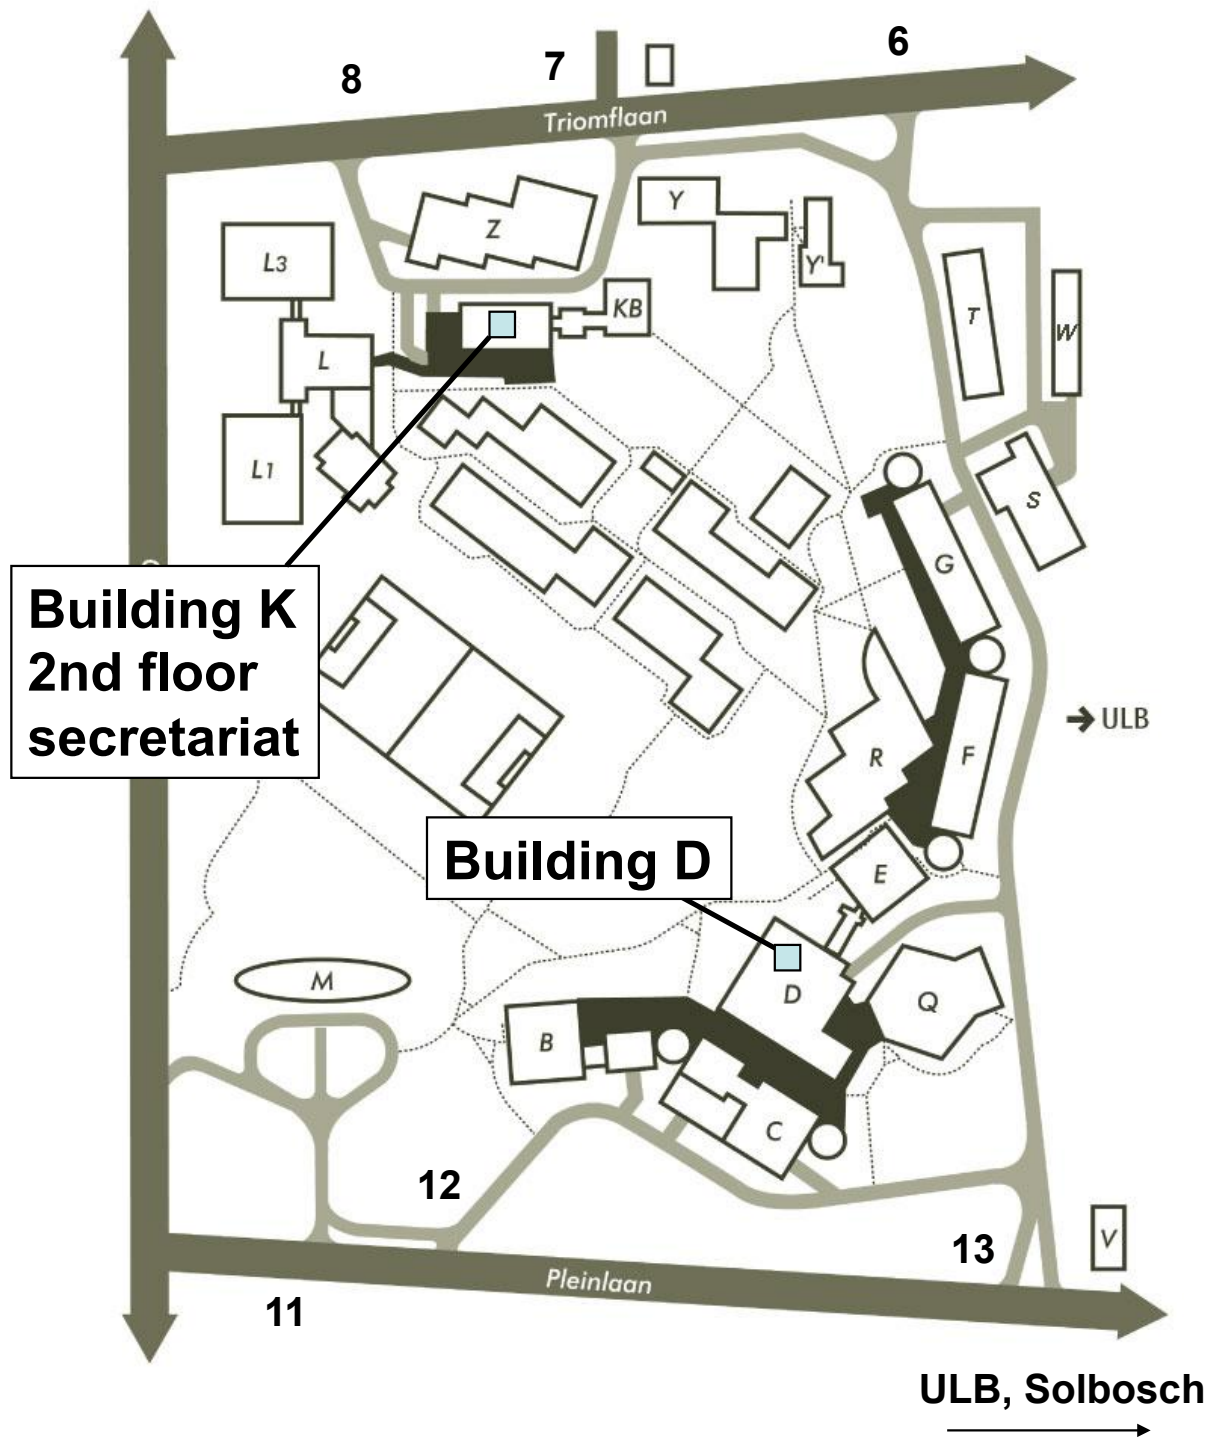 6
7
8
Triomflaan
Y
Z
L3
Y'
KB
T
W
L
L1
S
G
Building K
2nd floor
secretariat
ULB
R
F
Building D
E
M
D
Q
B
C
12
13
V
Pleinlaan
11
ULB, Solbosch